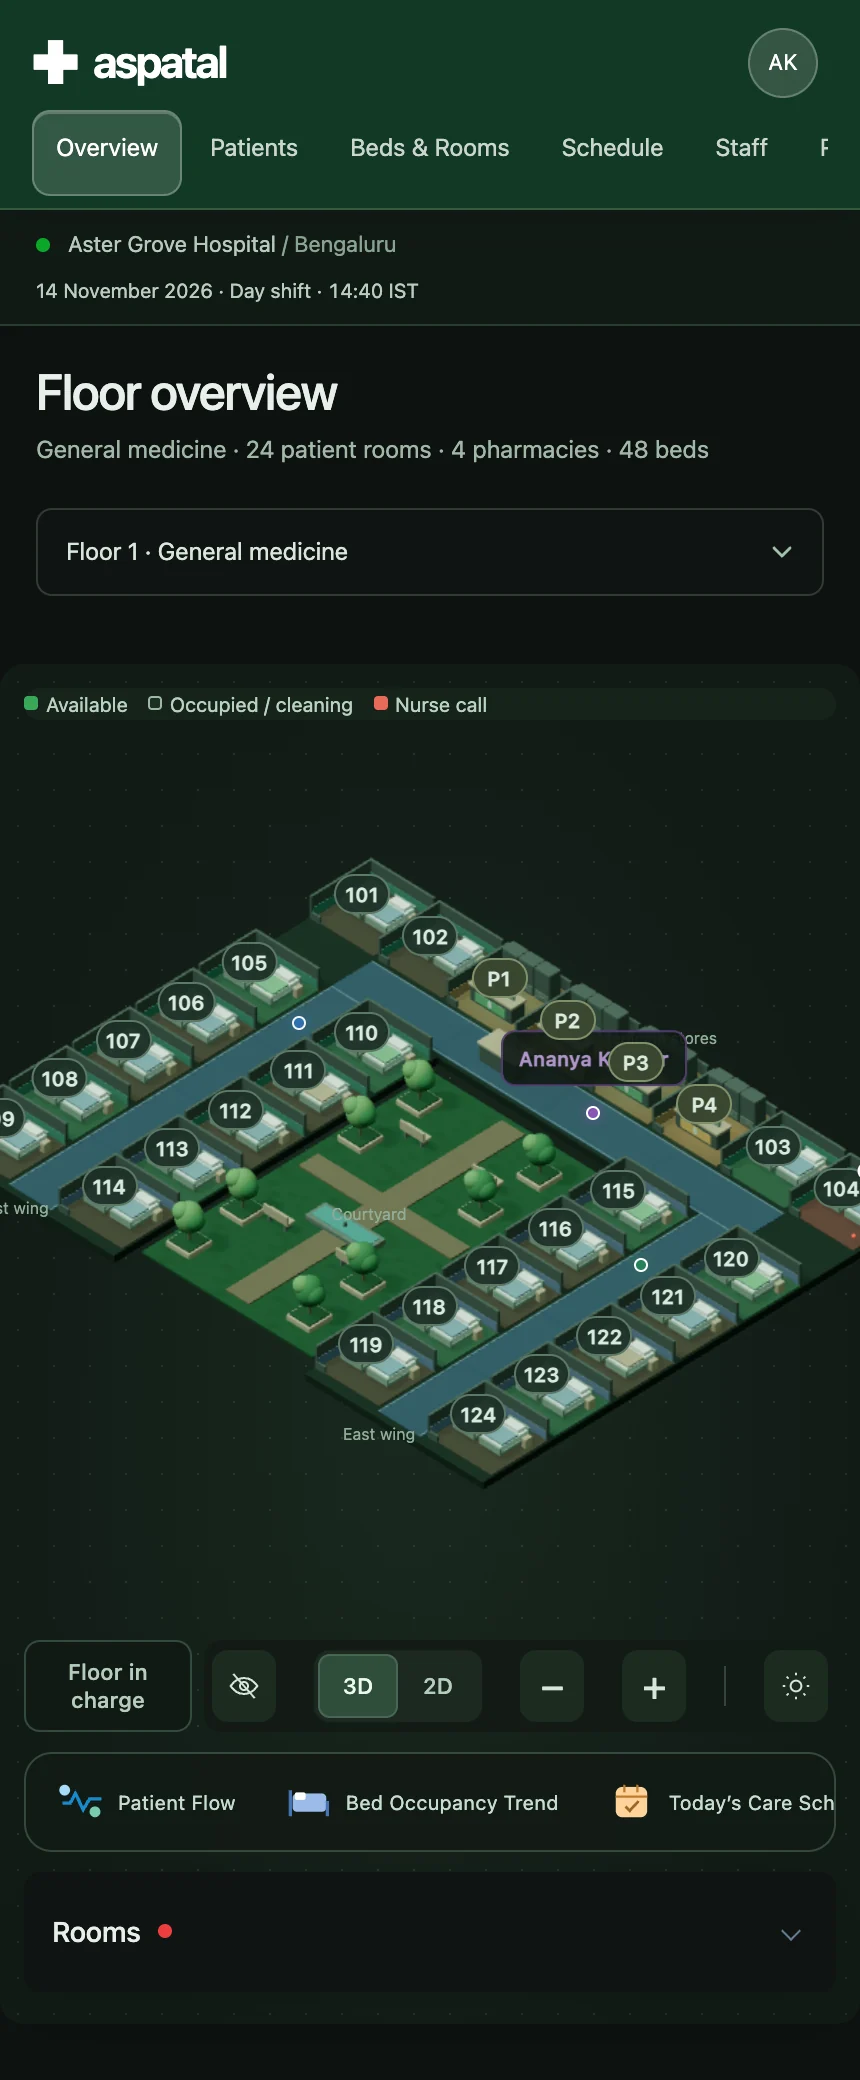 aspatal
AK
Overview
Patients
Beds & Rooms
Schedule
Staff
Aster Grove Hospital / Bengaluru
14 November 2026 · Day shift · 14:40 IST
Floor overview
General medicine · 24 patient rooms · 4 pharmacies · 48 beds
Floor 1 · General medicine
Available
Occupied / cleaning
Nurse call
101
102
105
P1
106
P2
110
107
Ananya
P3
111
108
P4
112
103
113
114
115
104
Courtyard
wing
116
117
120
121
118
122
119
123
124
East wing
Floor in
charge
3D
2D
Patient Flow
Bed Occupancy Trend
Today's Care Sch
Rooms